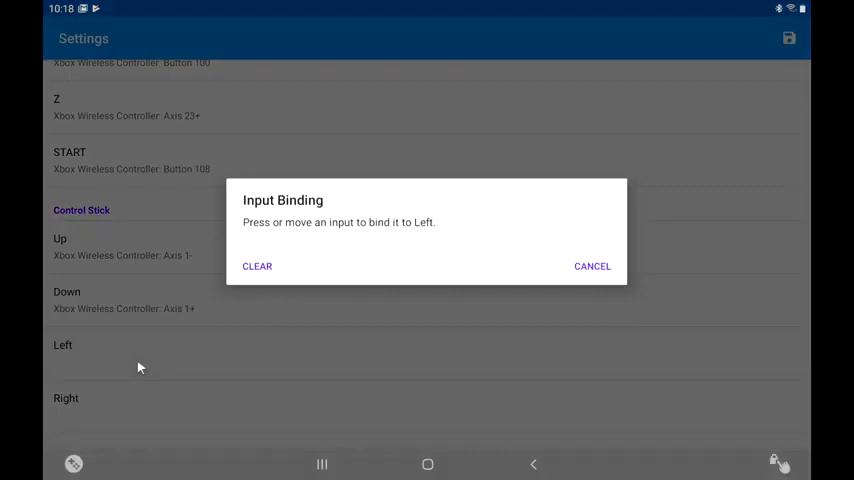 10:18
Settings
Xbox Wireless Controller: Button 100
Z
Xbox Wireless Controller: Axis 23+
START
Xbox Wireless Controller: Button 108
Control Stick
Up
Xbox Wireless Controller: Axis 1-
Down
Xbox Wireless Controller: Axis 1+
Left
Right
Input Binding
Press or move an input to bind it to Left.
CLEAR
CANCEL